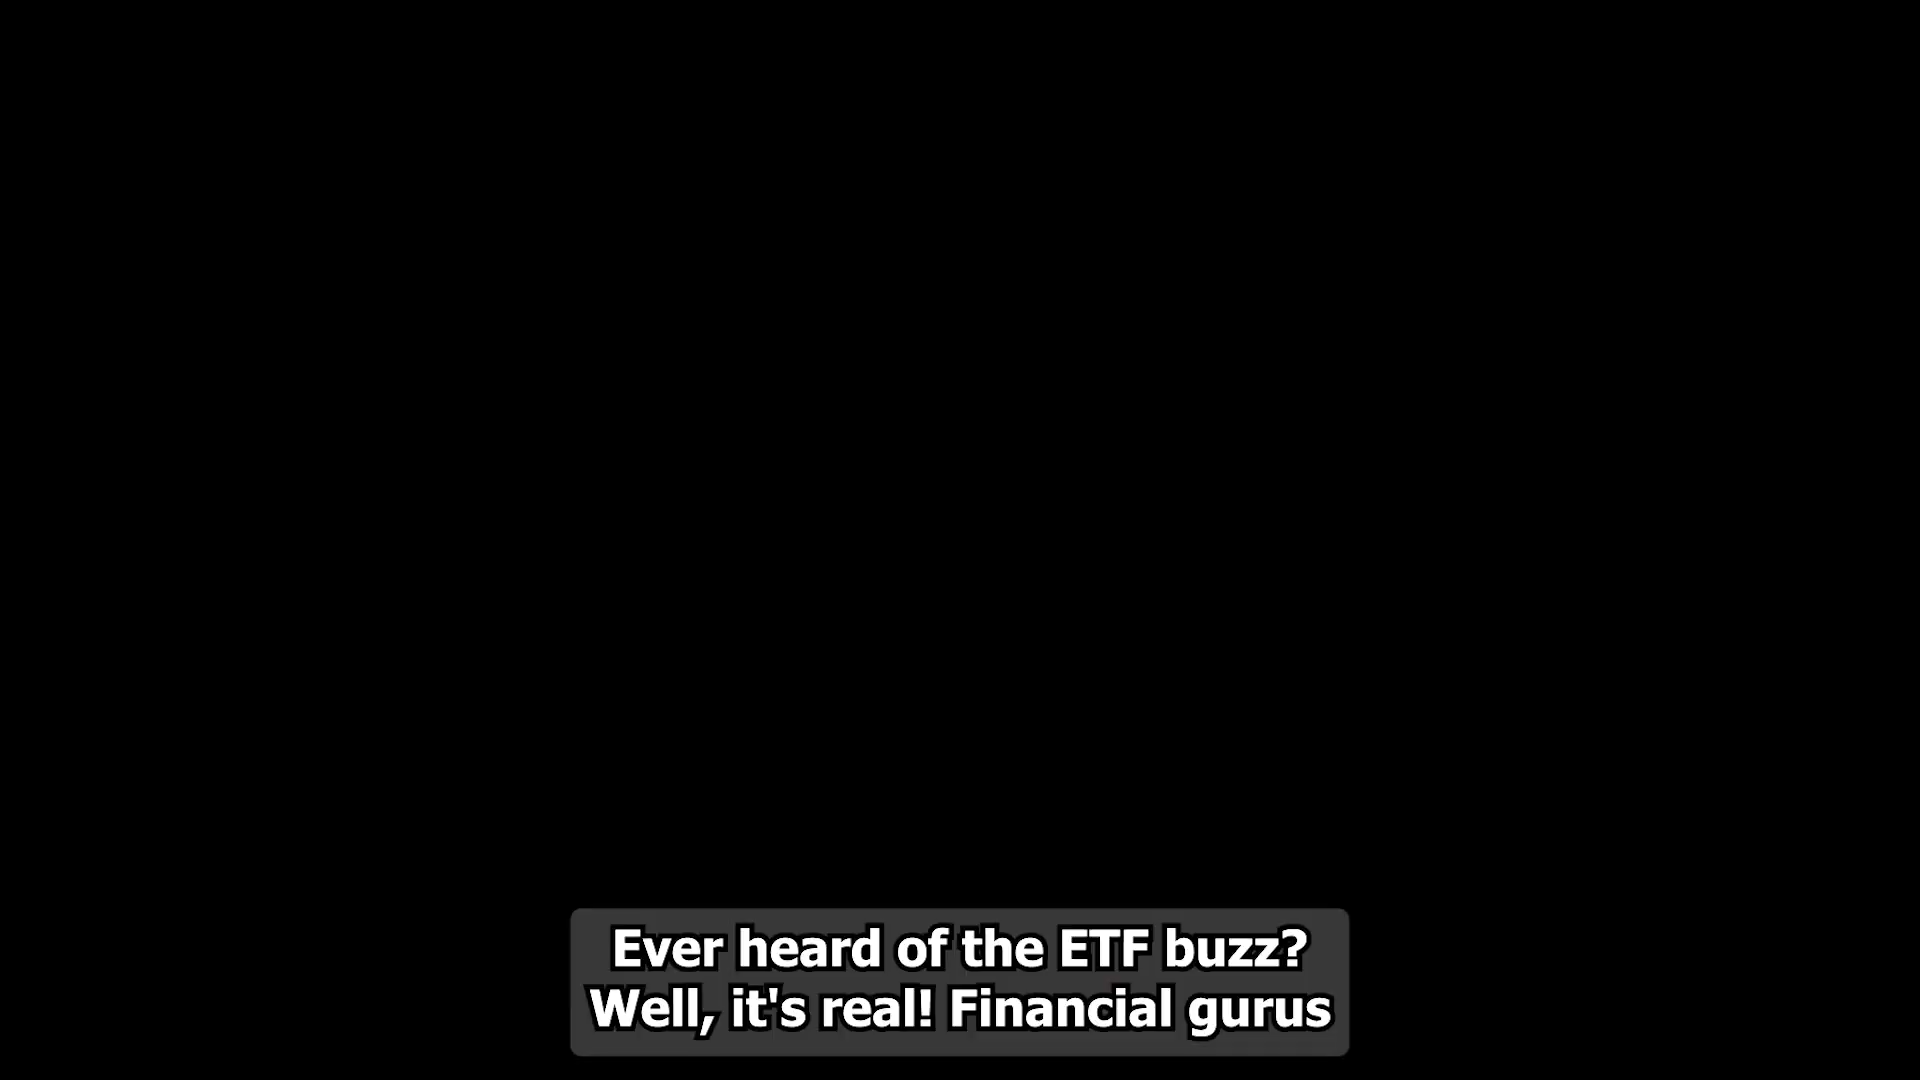 Ever heard of the ETF buzz?
Well, it's real! Financial gurus